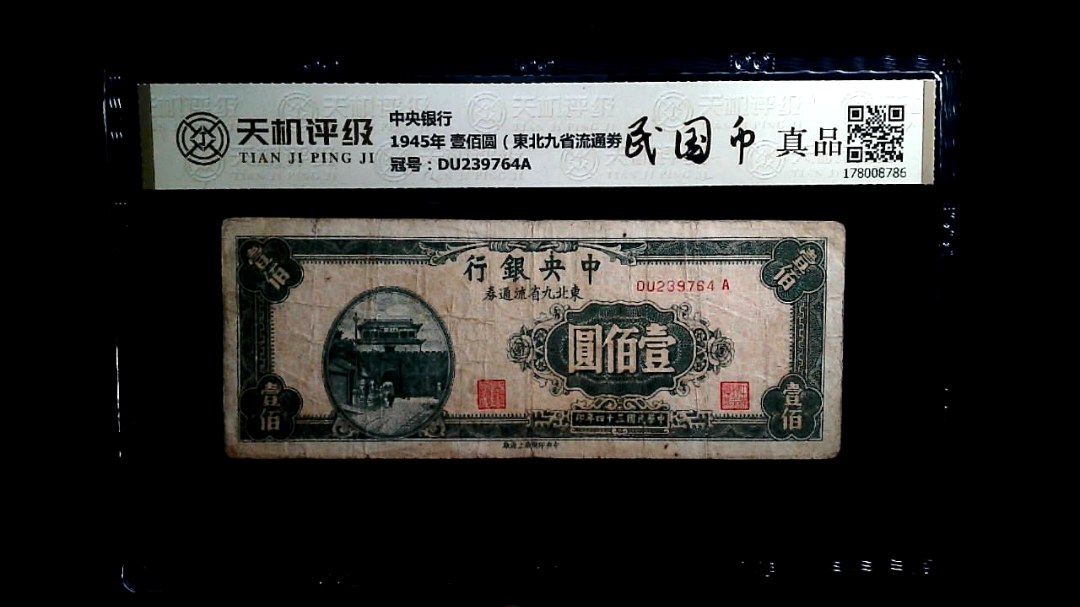 天机评级
TIAN JI PING JI
中央银行
1945年 壹佰圆（東北九省流通劵
冠号：DU239764A
民国币
真品
178008786
壹佰
壹佰
行銀央中
券通流省九北東
DU239764 A
圓佰壹
壹佰
壹佰
印年四十三國民華中